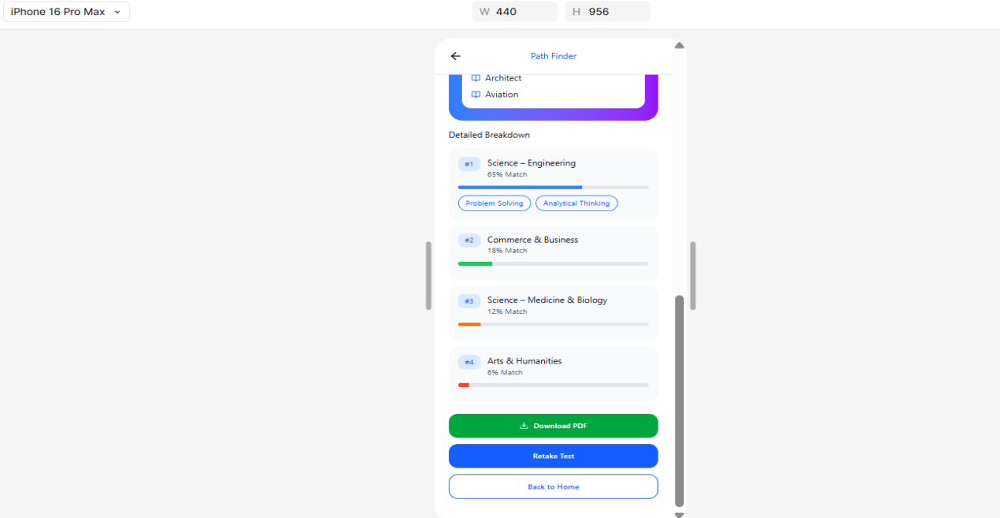 iPhone 16 Pro Max
W 440
H 956
Path Finder
Architect
Aviation
Detailed Breakdown
#1
Science – Engineering
65% Match
Problem Solving
Analytical Thinking
#2
Commerce & Business
18% Match
#3
Science – Medicine & Biology
12% Match
#4
Arts & Humanities
6% Match
Download PDF
Retake Test
Back to Home